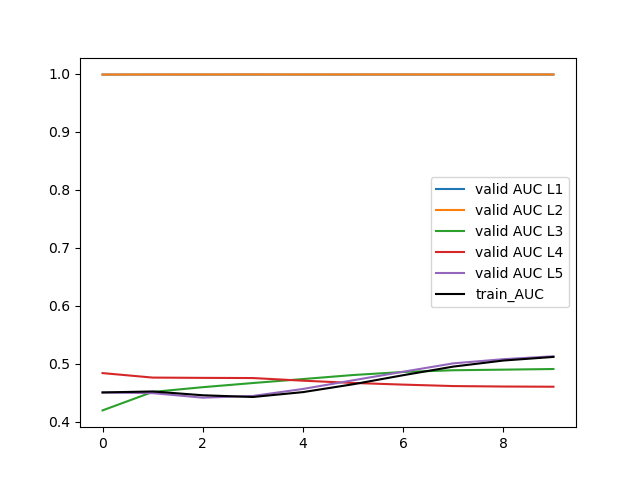 1.0
0.9
0.8
0.7
0.6
0.5
0.4
0 2 4 6 8
valid AUC L1
valid AUC L2
valid AUC L3
valid AUC L4
valid AUC L5
train_AUC